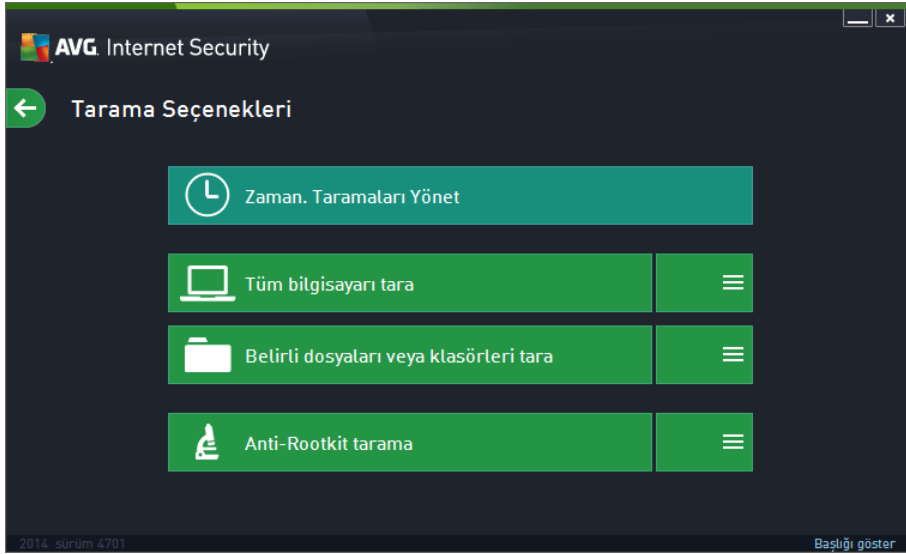 AVG. Internet Security
Tarama Seçenekleri
Zaman. Taramaları Yönet
Tüm bilgisayarı tara
Belirli dosyaları veya klasörleri tara
Anti-Rootkit tarama
2014 sürüm 4701
Başlığı göster